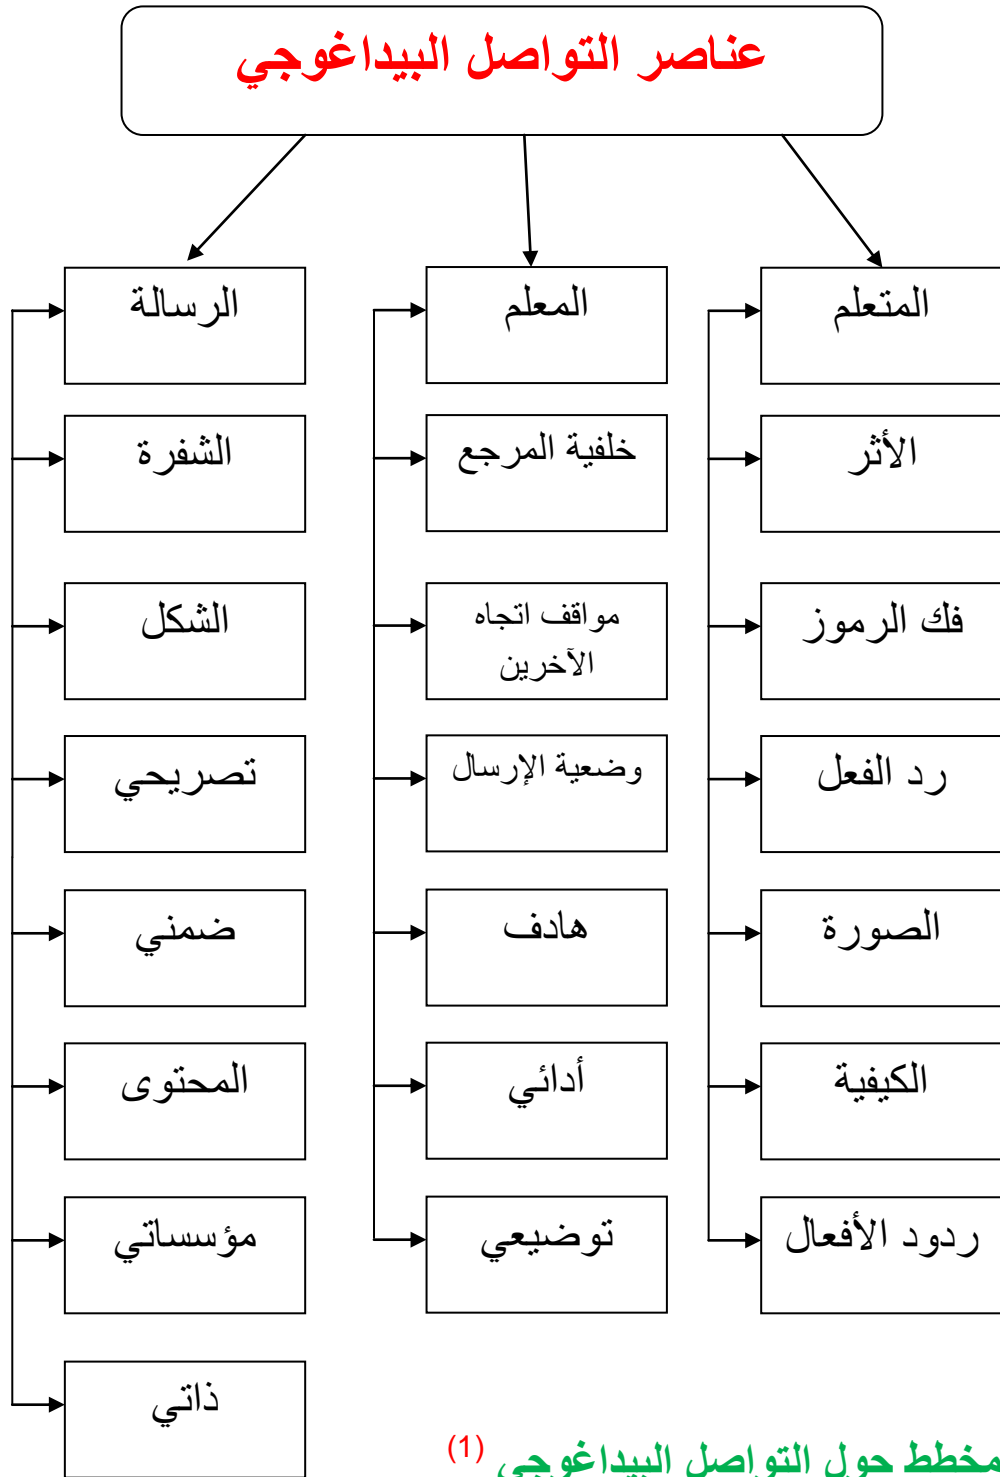 عناصر التواصل البيداغوجي
المتعلم
الأثر
فك الرموز
رد الفعل
الصورة
الكيفية
ردود الأفعال
المعلم
خلفية المرجع
مواقف اتجاه
الآخرين
وضعية الإرسال
هادف
أدائي
توضيعي
الرسالة
الشفرة
الشكل
تصريحي
ضمني
المحتوى
مؤسساتي
ذاتي
مخطط حول التواصل البيداغوجي (1)